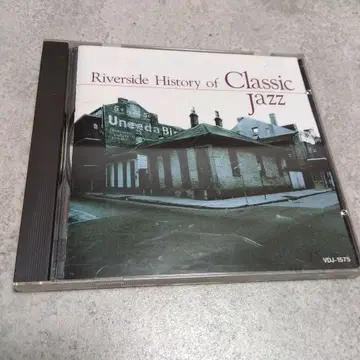 Riverside History of Classic
Jazz
Uneeda Bi
VDJ-1575